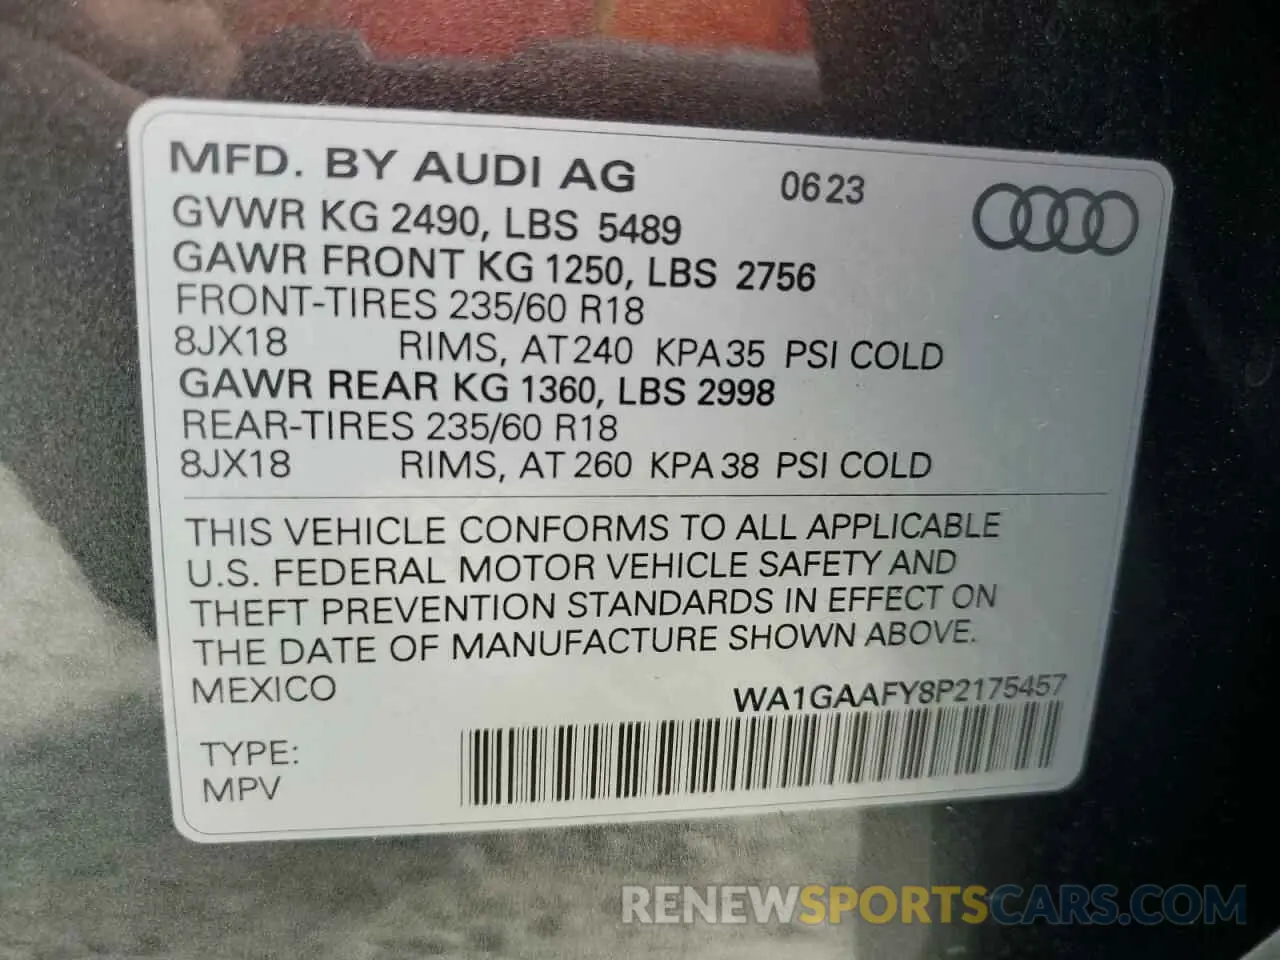 MFD. BY AUDI AG 0623
GVWR KG 2490, LBS 5489
GAWR FRONT KG 1250, LBS 2756
FRONT-TIRES 235/60 R18
8JX18 RIMS, AT 240 KPA 35 PSI COLD
GAWR REAR KG 1360, LBS 2998
REAR-TIRES 235/60 R18
8JX18 RIMS, AT 260 KPA 38 PSI COLD
THIS VEHICLE CONFORMS TO ALL APPLICABLE
U.S. FEDERAL MOTOR VEHICLE SAFETY AND
THEFT PREVENTION STANDARDS IN EFFECT ON
THE DATE OF MANUFACTURE SHOWN ABOVE.
MEXICO WA1GAAFY8P2175457
TYPE:
MPV
RENEWSPORTSCARS.COM